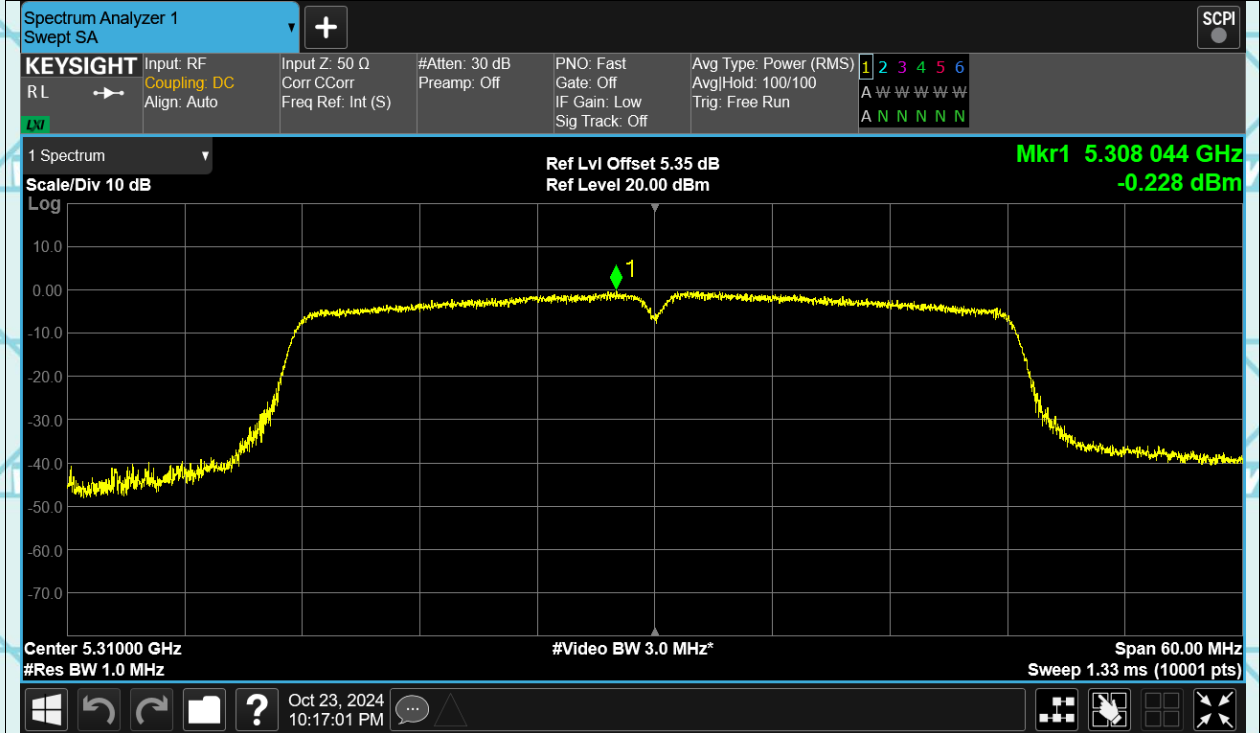 Spectrum Analyzer 1
Swept SA
SCPI
KEYSIGHT
R L
LXI
Input: RF
Coupling: DC
Align: Auto
Input Z: 50 Ω
Corr CCorr
Freq Ref: Int (S)
#Atten: 30 dB
Preamp: Off
PNO: Fast
Gate: Off
IF Gain: Low
Sig Track: Off
Avg Type: Power (RMS)
Avg|Hold: 100/100
Trig: Free Run
1 2 3 4 5 6
A W W W W W
A N N N N N
1 Spectrum
Scale/Div 10 dB
Log
Ref Lvl Offset 5.35 dB
Ref Level 20.00 dBm
Mkr1 5.308 044 GHz
-0.228 dBm
1
10.0
0.00
-10.0
-20.0
-30.0
-40.0
-50.0
-60.0
-70.0
Center 5.31000 GHz
#Res BW 1.0 MHz
#Video BW 3.0 MHz*
Span 60.00 MHz
Sweep 1.33 ms (10001 pts)
?
Oct 23, 2024
10:17:01 PM